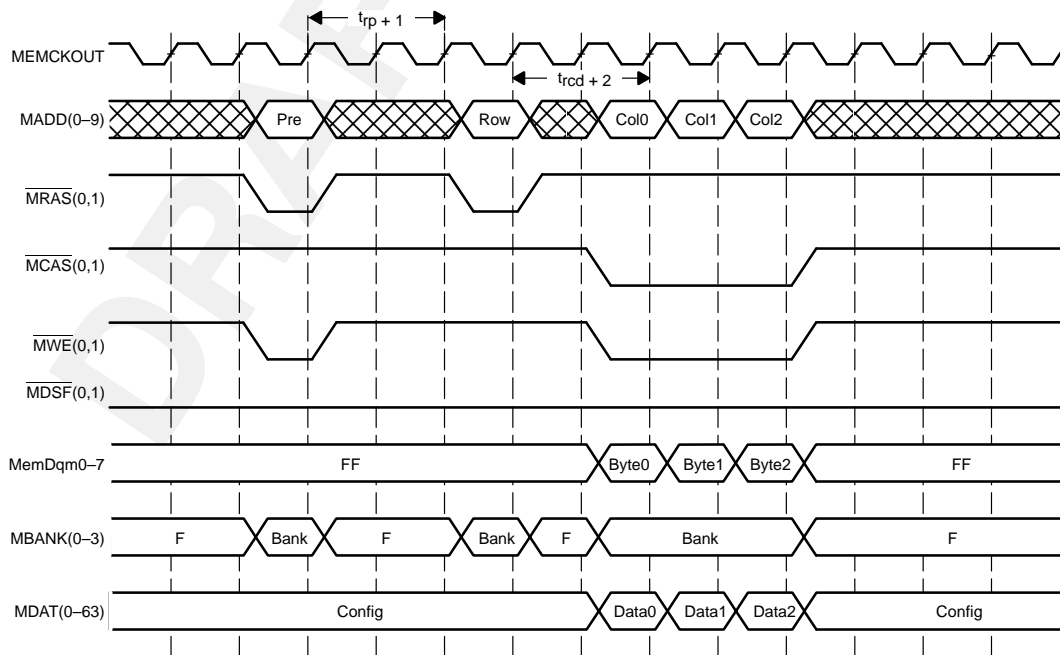 t_rp + 1
MEMCKOUT
t_rcd + 2
MADD(0–9) Pre Row Col0 Col1 Col2
MRAS(0,1)
MCAS(0,1)
MWE(0,1)
MDSF(0,1)
MemDqm0–7 FF Byte0 Byte1 Byte2 FF
MBANK(0–3) F Bank F Bank F Bank F
MDAT(0–63) Config Data0 Data1 Data2 Config